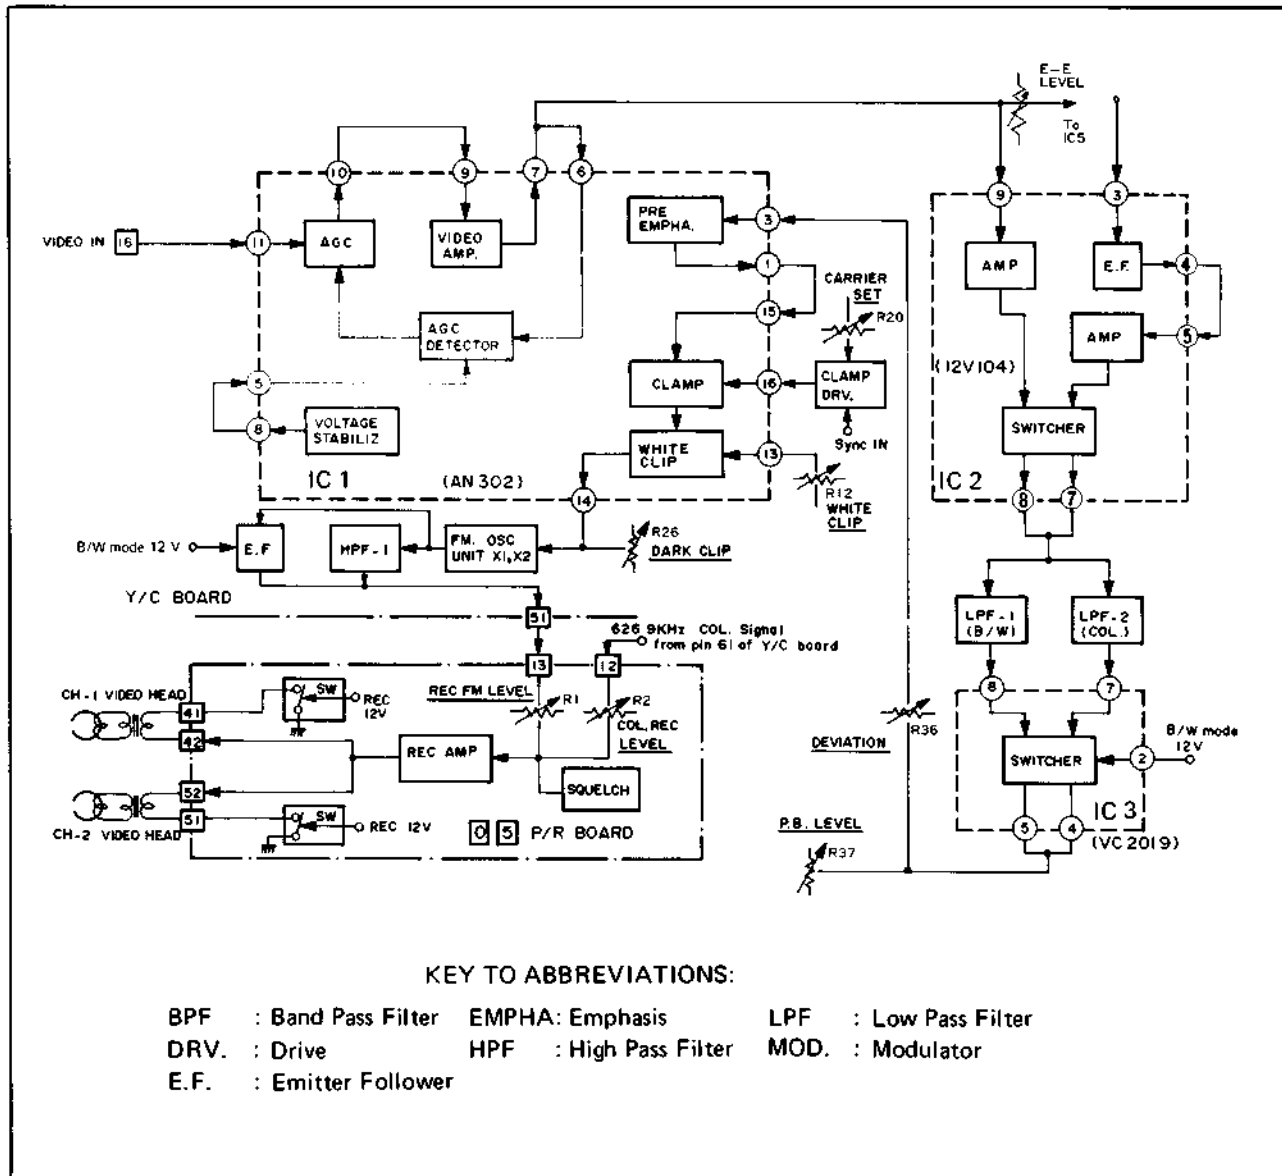 E-E
LEVEL
To
IC5
10
9
7
6
9
3
VIDEO IN 16
11
AGC
VIDEO
AMP.
PRE
EMPHA.
3
1
AMP
E.F.
4
CARRIER
SET
R20
15
AGC
DETECTOR
AMP
5
(12V104)
5
CLAMP
16
CLAMP
DRV.
8
VOLTAGE
STABILIZ
WHITE
CLIP
13
Sync IN
SWITCHER
IC 1
(AN 302)
14
R12
WHITE
CLIP
IC 2
8
7
B/W mode 12 V
E.F
HPF-1
FM. OSC
UNIT X1,X2
R26
DARK CLIP
Y/C BOARD
51
LPF-1
(B/W)
LPF-2
(COL.)
626.9KHz COL. Signal
from pin 61 of Y/C board
13
12
8
7
CH-1 VIDEO HEAD
41
SW
REC
12V
REC FM LEVEL
R1
R2
COL, REC
LEVEL
42
REC AMP
DEVIATION
R36
SWITCHER
2
B/W mode
12V
52
SQUELCH
51
SW
REC 12V
CH-2 VIDEO HEAD
0 5 P/R BOARD
P.B. LEVEL
R37
5
4
IC 3
(VC 2019)
KEY TO ABBREVIATIONS:
BPF : Band Pass Filter EMPHA: Emphasis LPF : Low Pass Filter
DRV. : Drive HPF : High Pass Filter MOD. : Modulator
E.F. : Emitter Follower